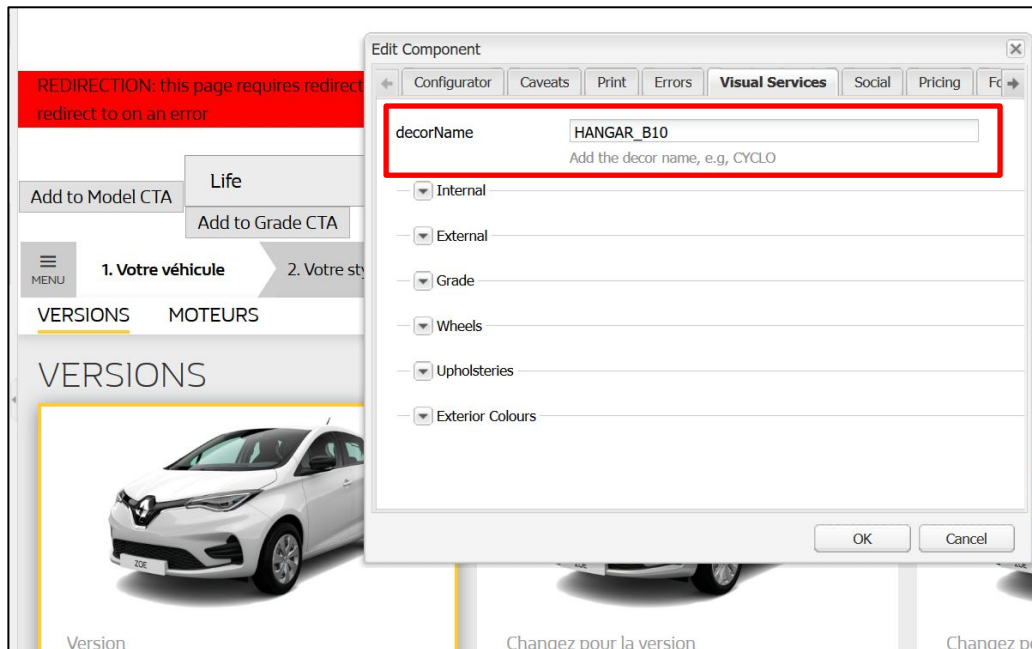 Edit Component
Configurator
Caveats
Print
Errors
Visual Services
Social
Pricing
REDIRECTION: this page requires redirect
redirect to on an error
decorName
HANGAR_B10
Add the decor name, e.g, CYCLO
Life
Add to Model CTA
Add to Grade CTA
Internal
External
Grade
Wheels
Upholsteries
Exterior Colours
MENU
1. Votre véhicule
2. Votre sty
VERSIONS
MOTEURS
VERSIONS
ZOE
OK
Cancel
Version
Changez pour la version
Changez po